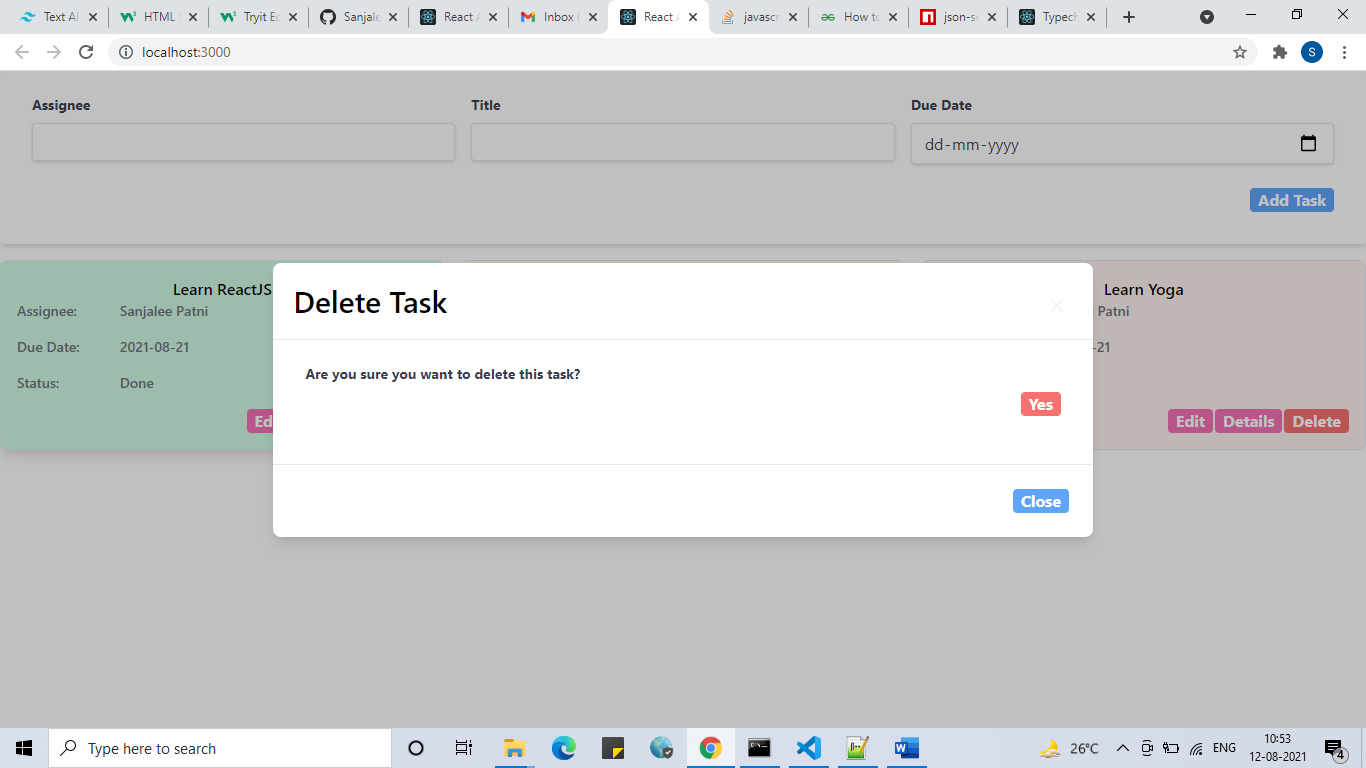 Text Al
HTML
Tryit Ed
Sanjale
React A
Inbox (
React A
javascr
How to
json-se
Typech
localhost:3000
S
Assignee
Title
Due Date
dd-mm-yyyy
Add Task
Learn ReactJS
Assignee: Sanjalee Patni
Due Date: 2021-08-21
Status: Done
Ed
Learn Yoga
Patni
-21
Edit Details Delete
Delete Task
×
Are you sure you want to delete this task?
Yes
Close
Type here to search
26°C
ENG
10:53
12-08-2021
4